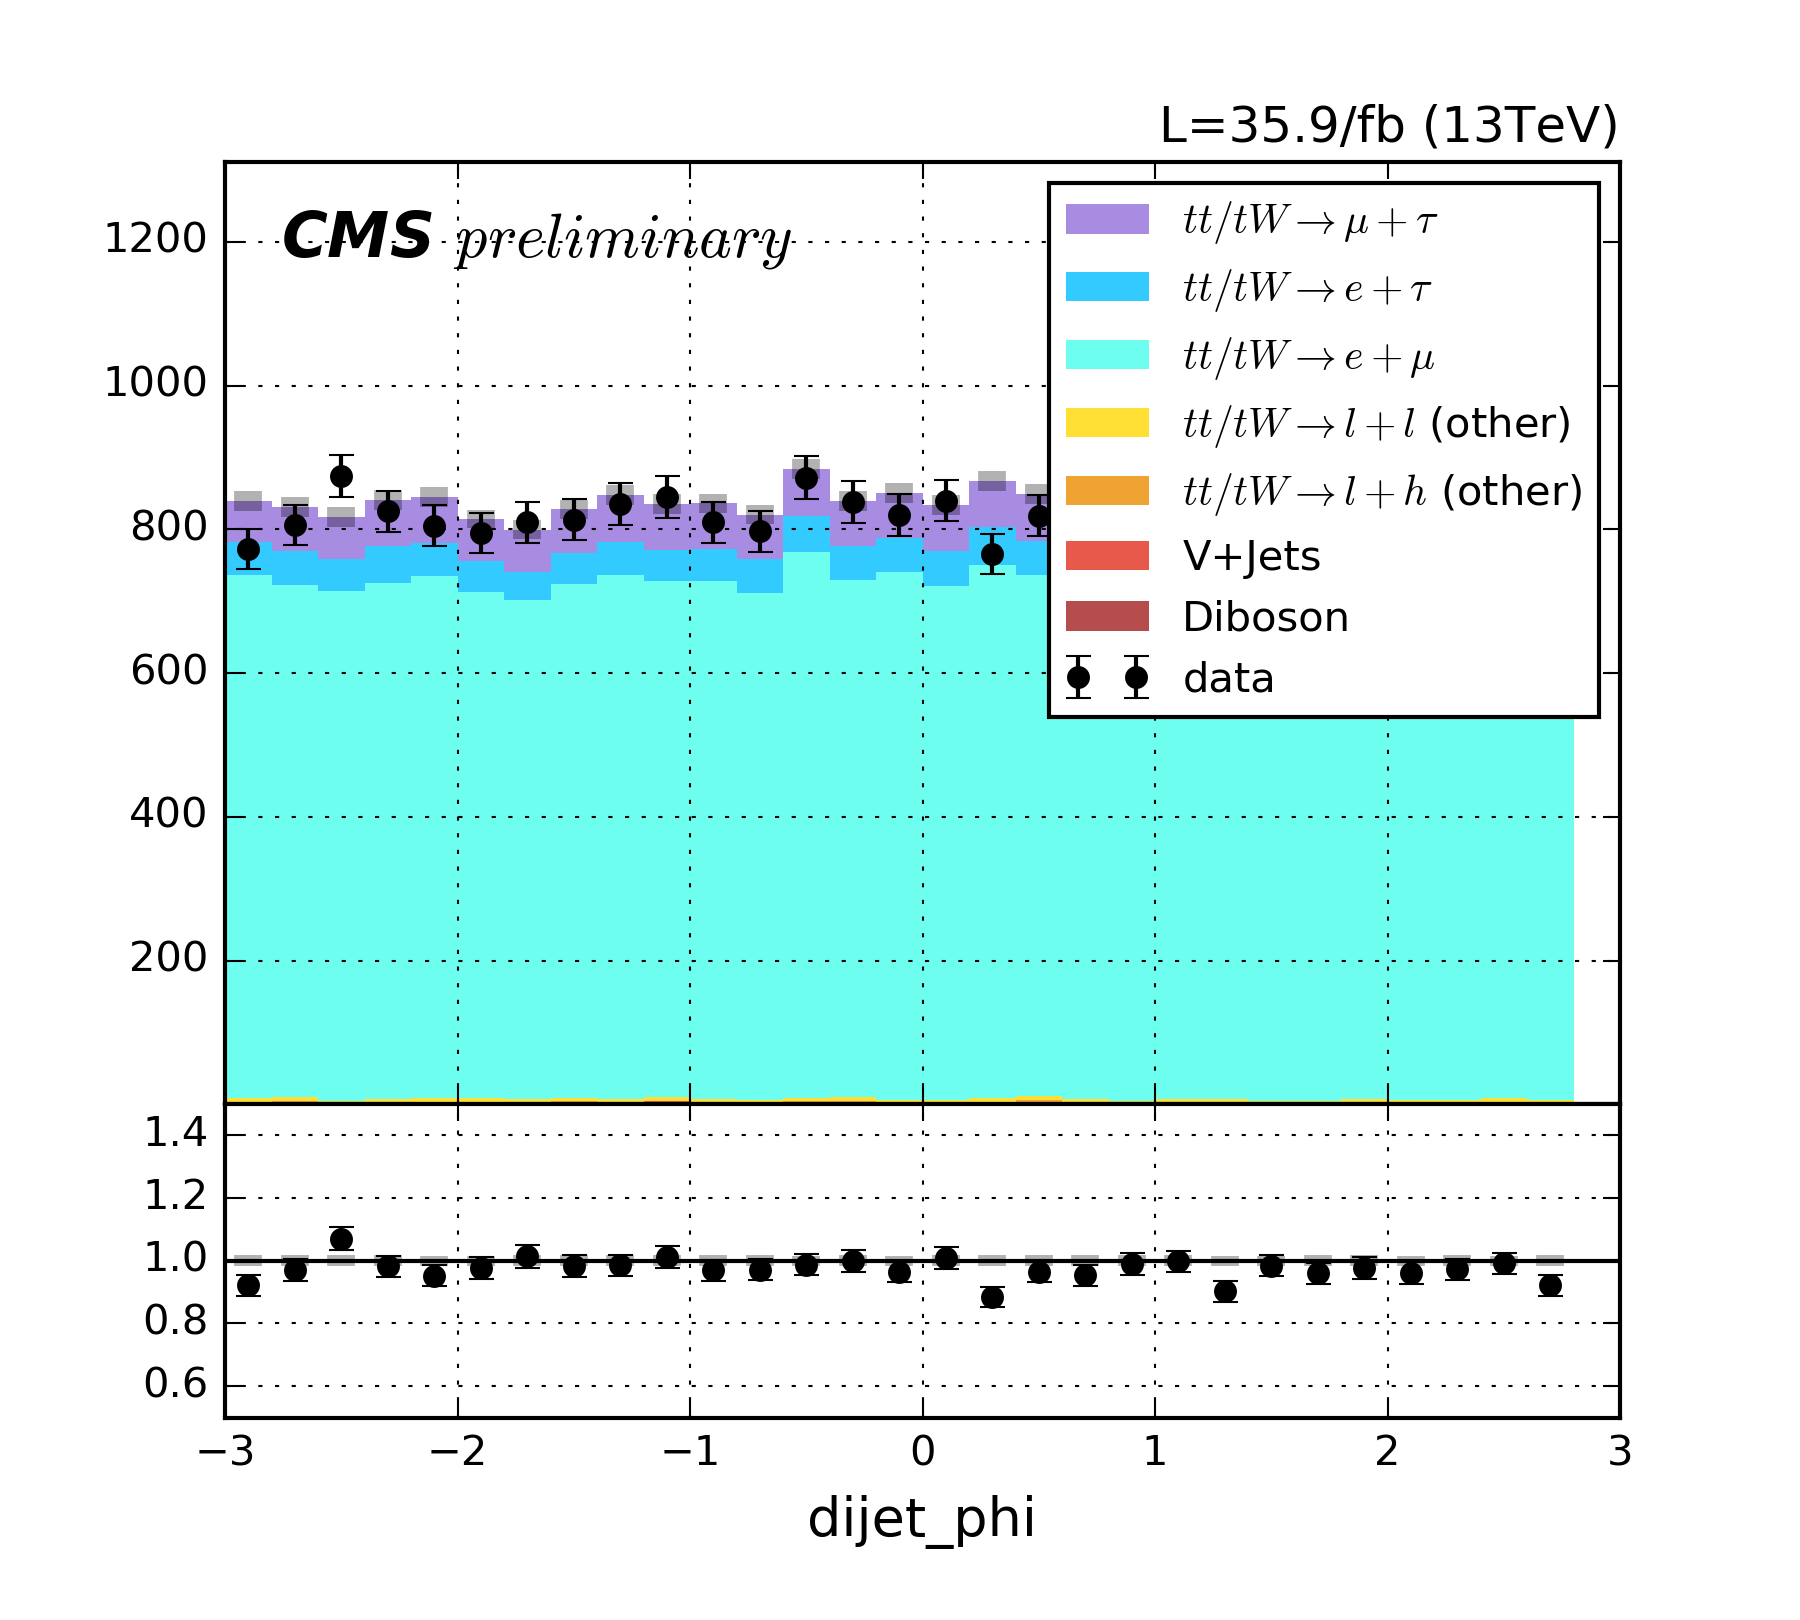 L=35.9/fb (13TeV)
CMS preliminary
1200
1000
800
600
400
200
tt/tW→μ+τ
tt/tW→e+τ
tt/tW→e+μ
tt/tW→l+l (other)
tt/tW→l+h (other)
V+Jets
Diboson
data
1.4
1.2
1.0
0.8
0.6
−3 −2 −1 0 1 2 3
dijet_phi